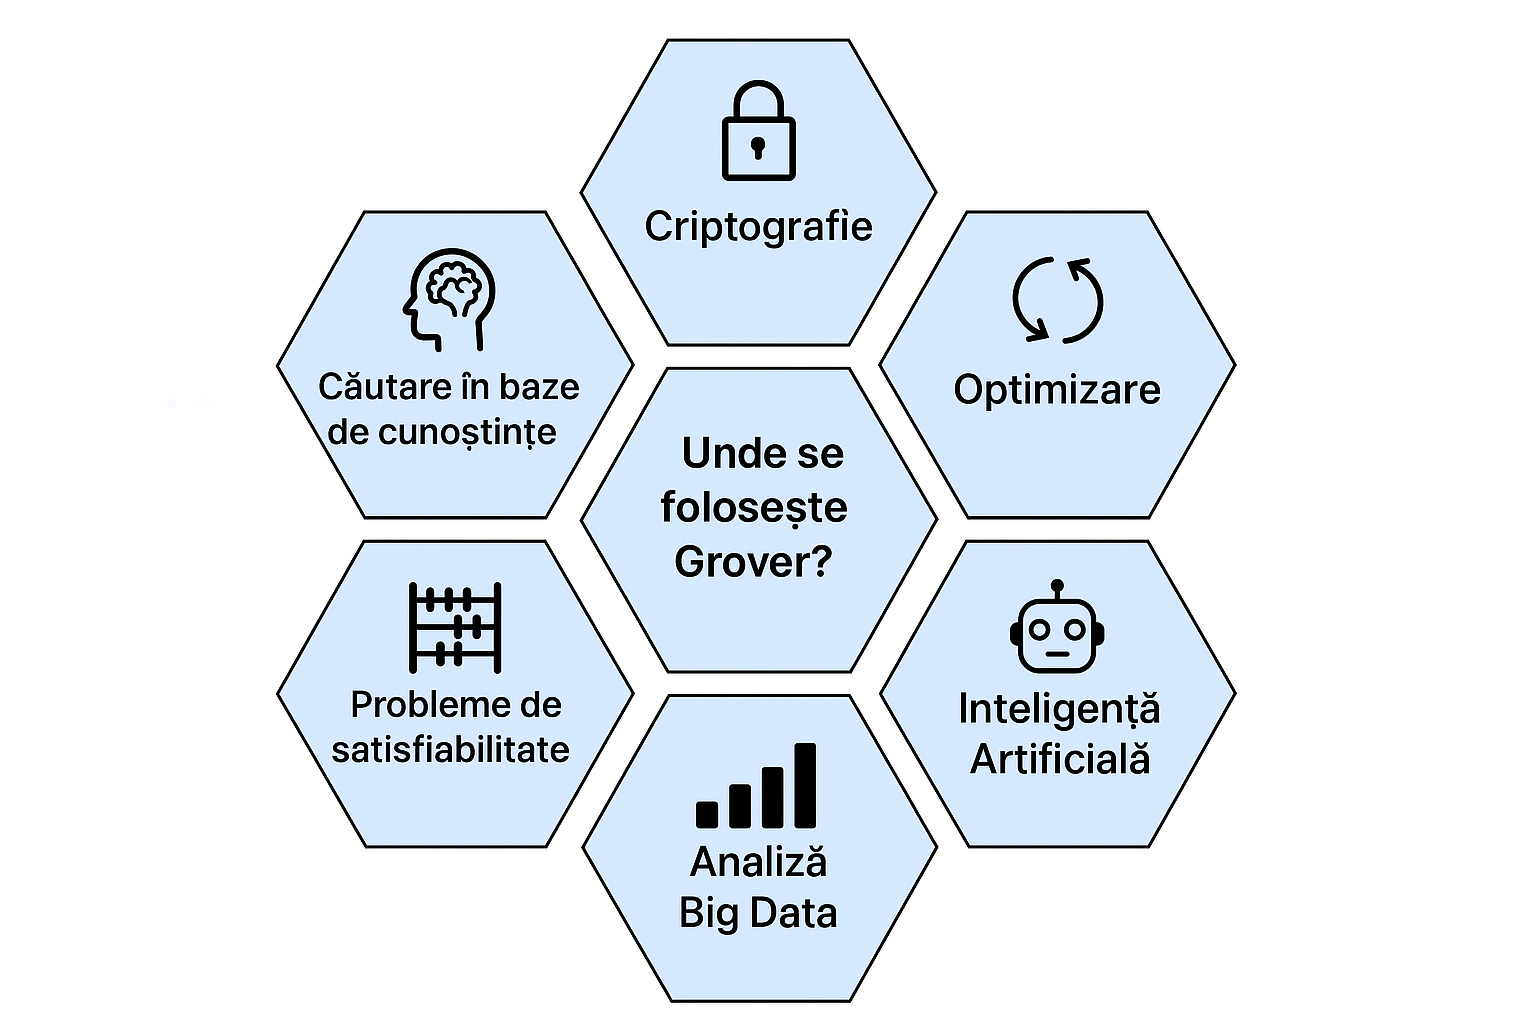 Criptografie
Căutare în baze
de cunoștințe
Optimizare
Unde se
folosește
Grover?
Probleme de
satisfiabilitate
Inteligență
Artificială
Analiză
Big Data